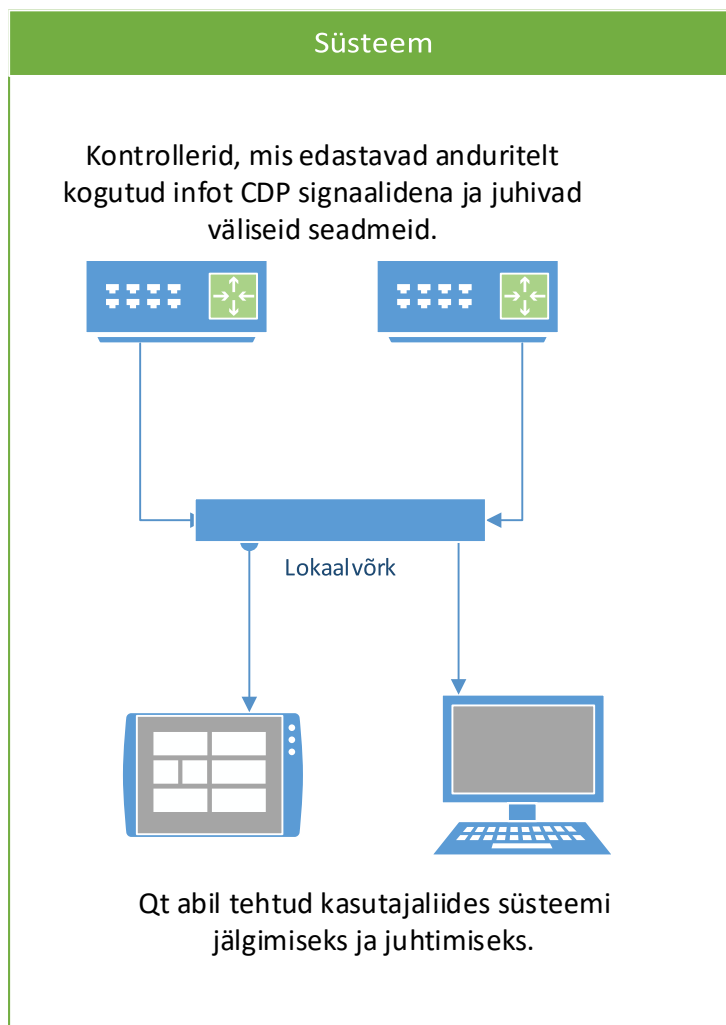 Süsteem
Kontrollerid, mis edastavad anduritelt
kogutud infot CDP signaalidena ja juhivad
väliseid seadmeid.
Lokaalvõrk
Qt abil tehtud kasutajaliides süsteemi
jälgimiseks ja juhtimiseks.